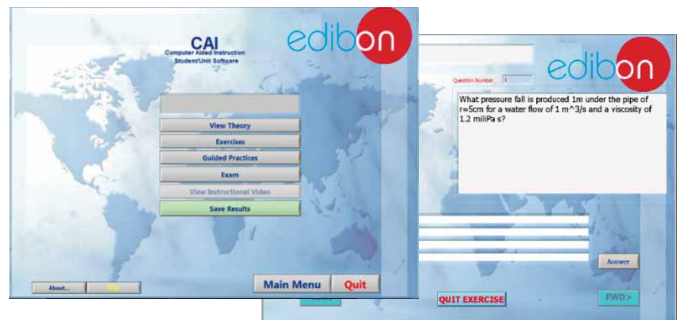 CAI
Computer Aided Instruction
Student/Unit Software
edibon
View Theory
Exercises
Guided Practices
Exam
View Instructional Video
Save Results
About...
Main Menu
Quit
edibon
Question Number 1
What pressure fall is produced 1m under the pipe of
r=5cm for a water flow of 1 m^3/s and a viscosity of
1.2 miliPa s?
Answer
QUIT EXERCISE
FWD>